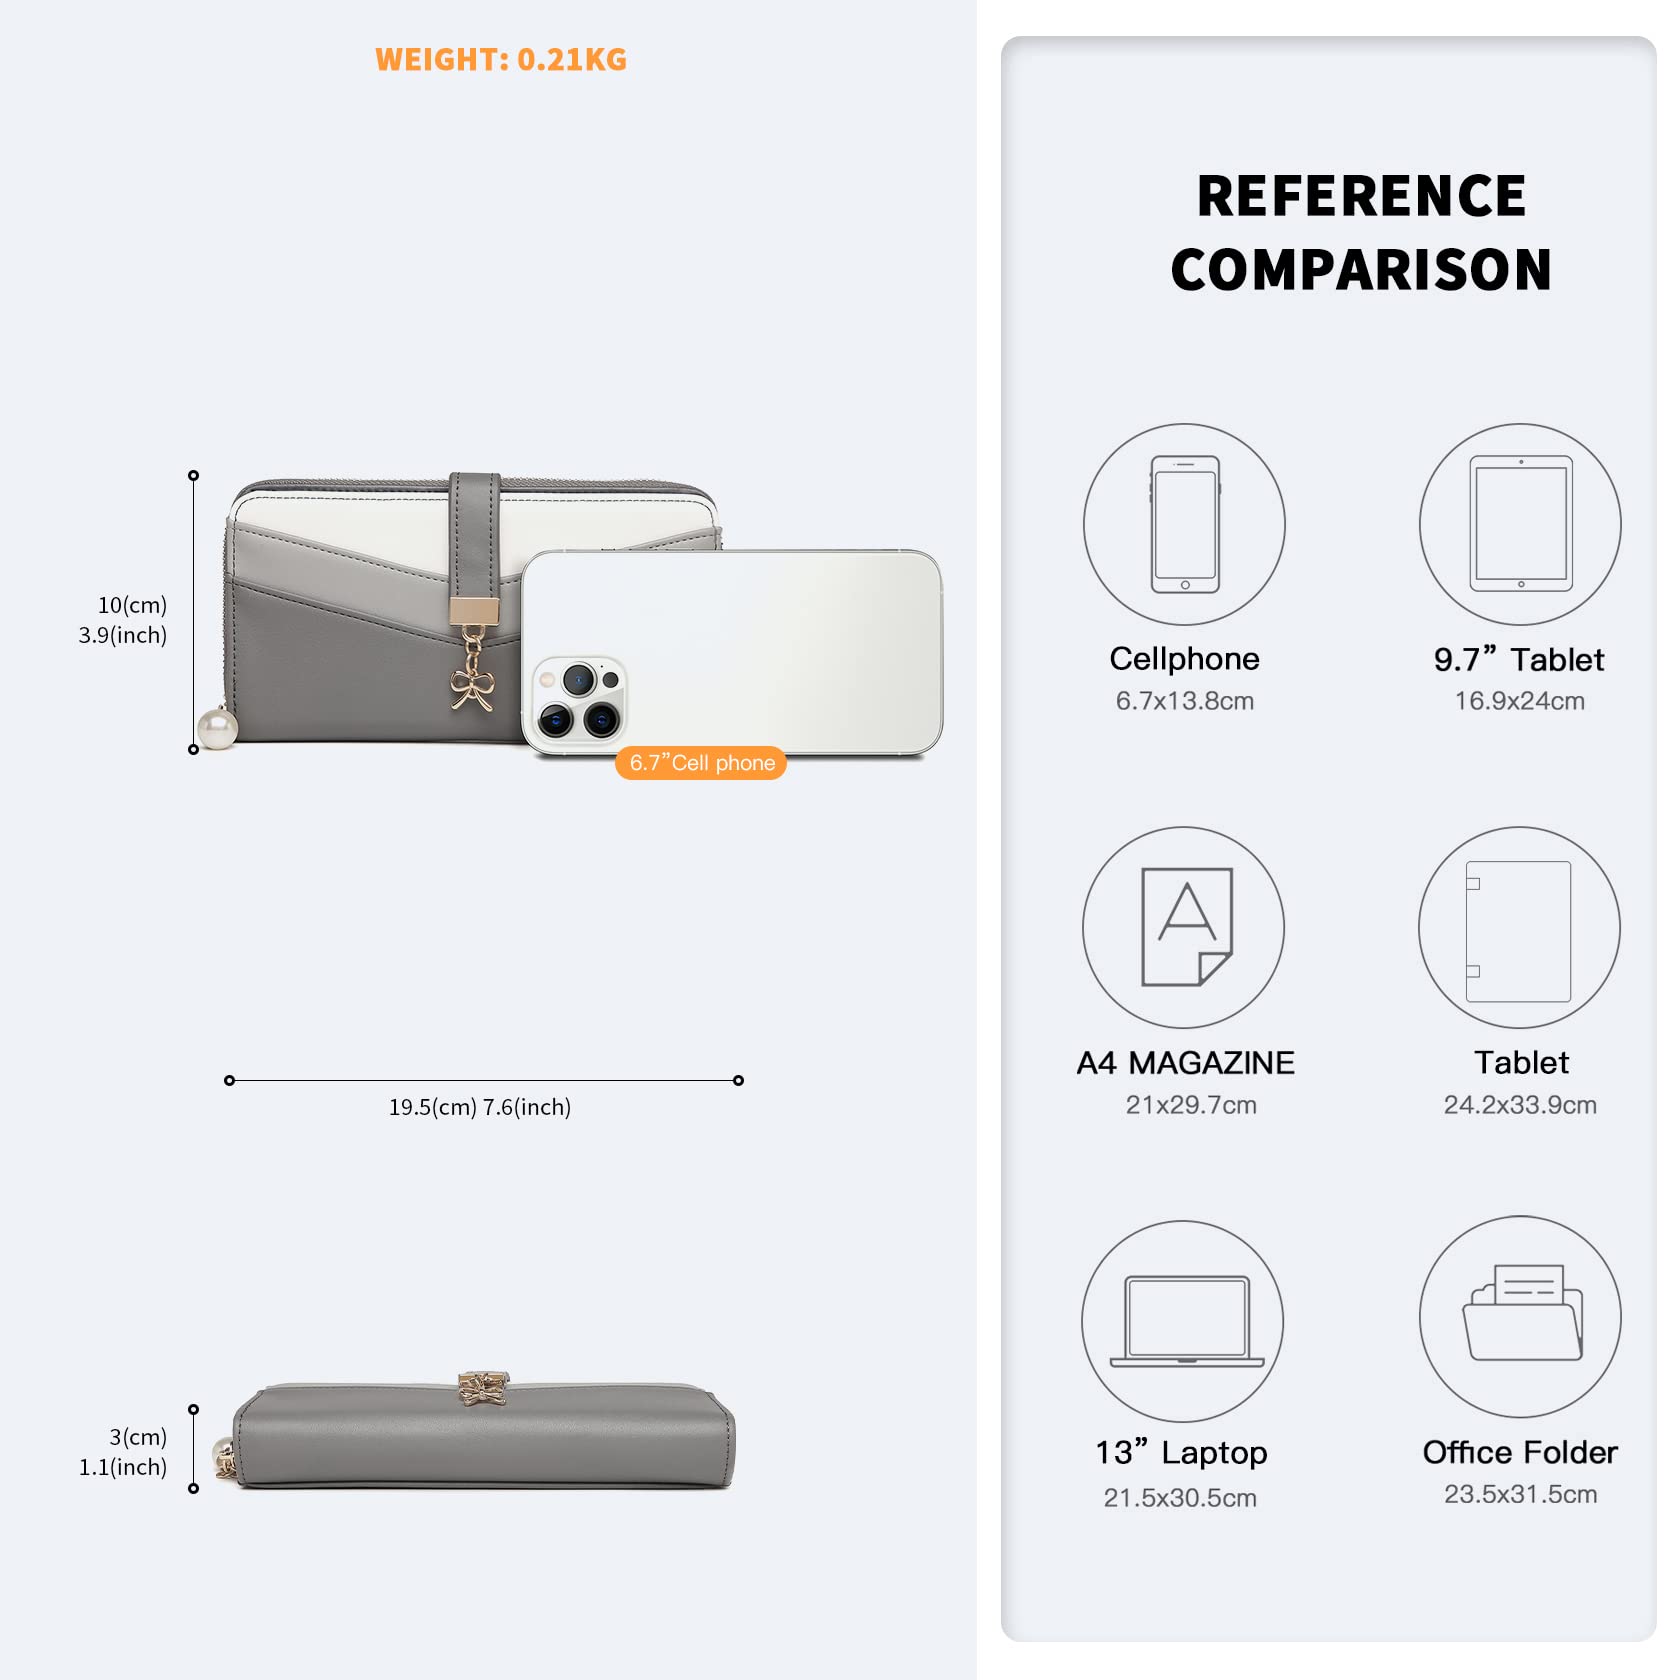 WEIGHT: 0.21KG
10(cm)
3.9(inch)
6.7”Cell phone
19.5(cm) 7.6(inch)
3(cm)
1.1(inch)
REFERENCE
COMPARISON
Cellphone
6.7x13.8cm
9.7” Tablet
16.9x24cm
A
A4 MAGAZINE
21x29.7cm
Tablet
24.2x33.9cm
13” Laptop
21.5x30.5cm
Office Folder
23.5x31.5cm